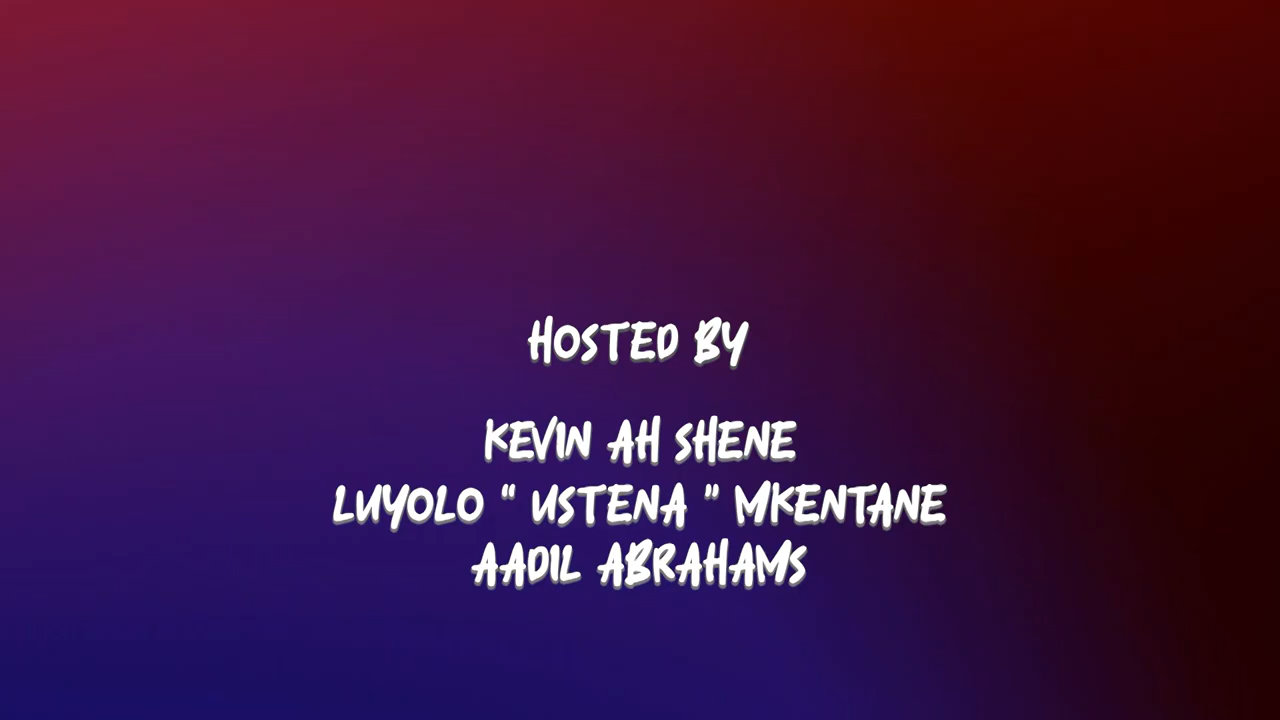 HOSTED BY
KEVIN AH SHENE
LUYOLO " USTENA " MKENTANE
AADIL ABRAHAMS